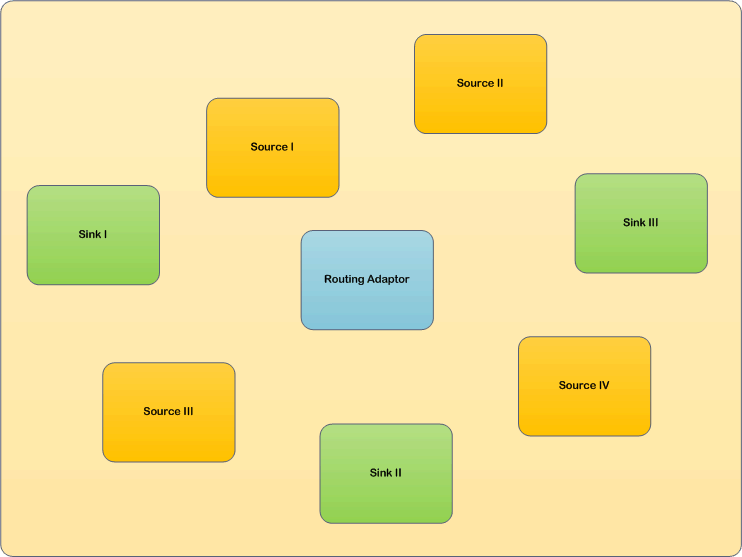 Source II
Source I
Sink III
Sink I
Routing Adaptor
Source IV
Source III
Sink II